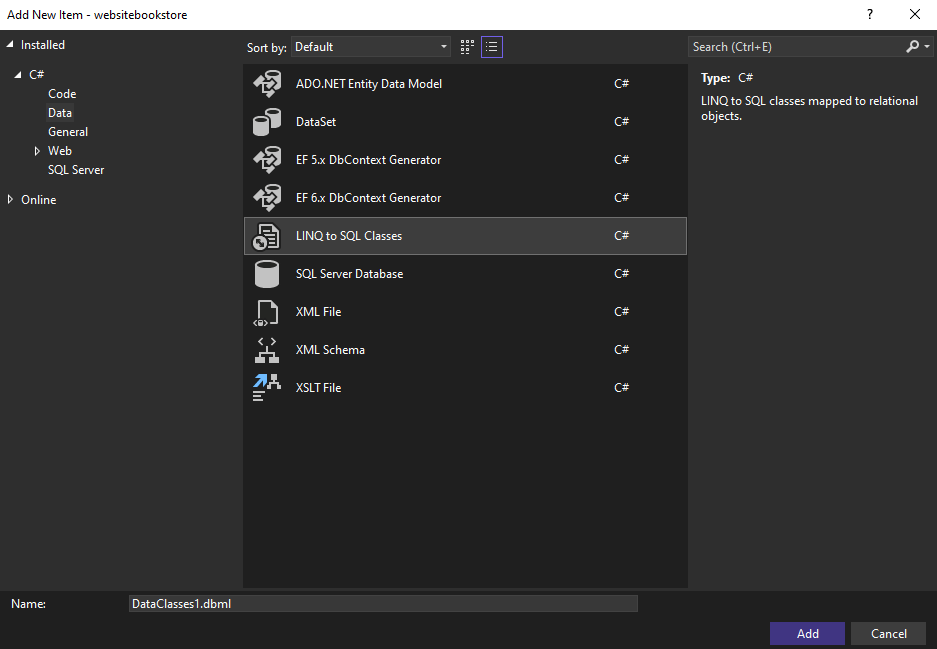 Add New Item - websitebookstore
?
Installed
C#
Code
Data
General
Web
SQL Server
Online
Sort by: Default
ADO.NET Entity Data Model C#
DataSet C#
EF 5.x DbContext Generator C#
EF 6.x DbContext Generator C#
LINQ to SQL Classes C#
SQL Server Database C#
XML File C#
XML Schema C#
XSLT File C#
Search (Ctrl+E)
Type: C#
LINQ to SQL classes mapped to relational
objects.
Name: DataClasses1.dbml
Add Cancel